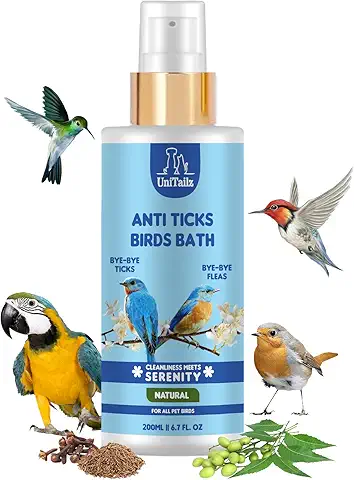 UniTailz
ANTI TICKS
BIRDS BATH
BYE-BYE
TICKS
BYE-BYE
FLEAS
CLEANLINESS MEETS
SERENITY
NATURAL
FOR ALL PET BIRDS
200ML || 6.7 FL. OZ